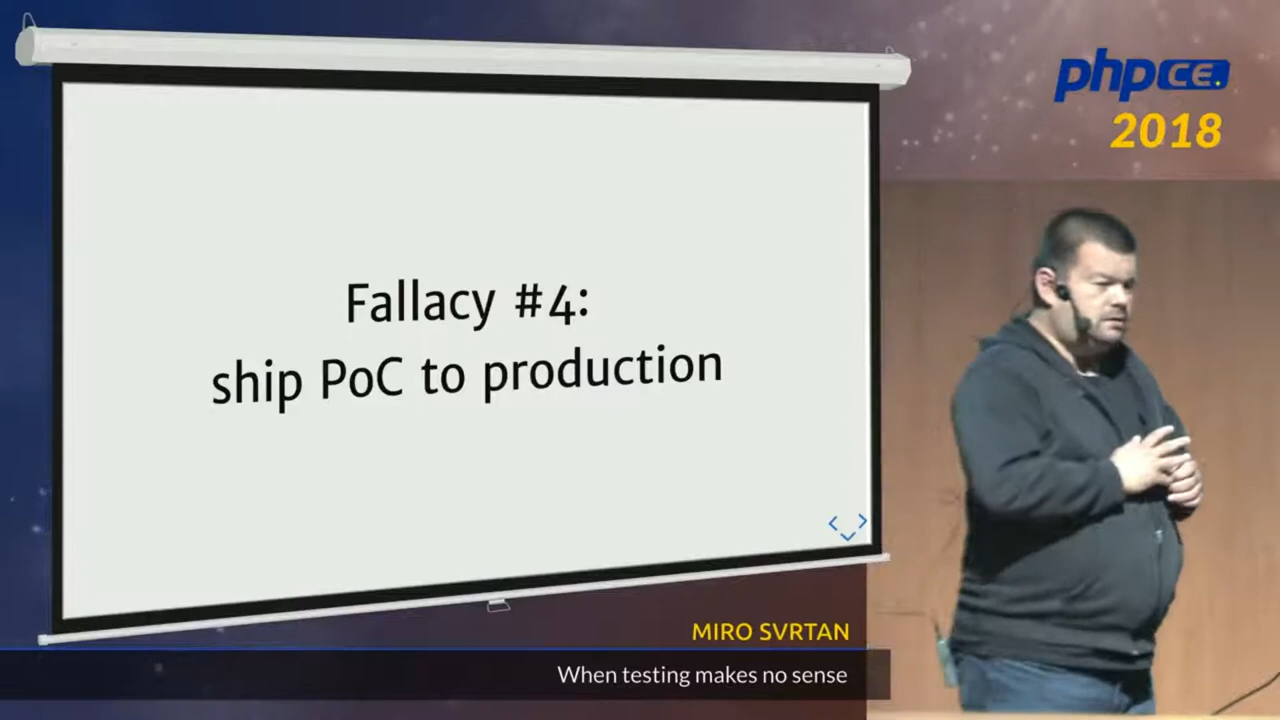 Fallacy #4:
ship PoC to production
phpCE.
2018
MIRO SVRTAN
When testing makes no sense